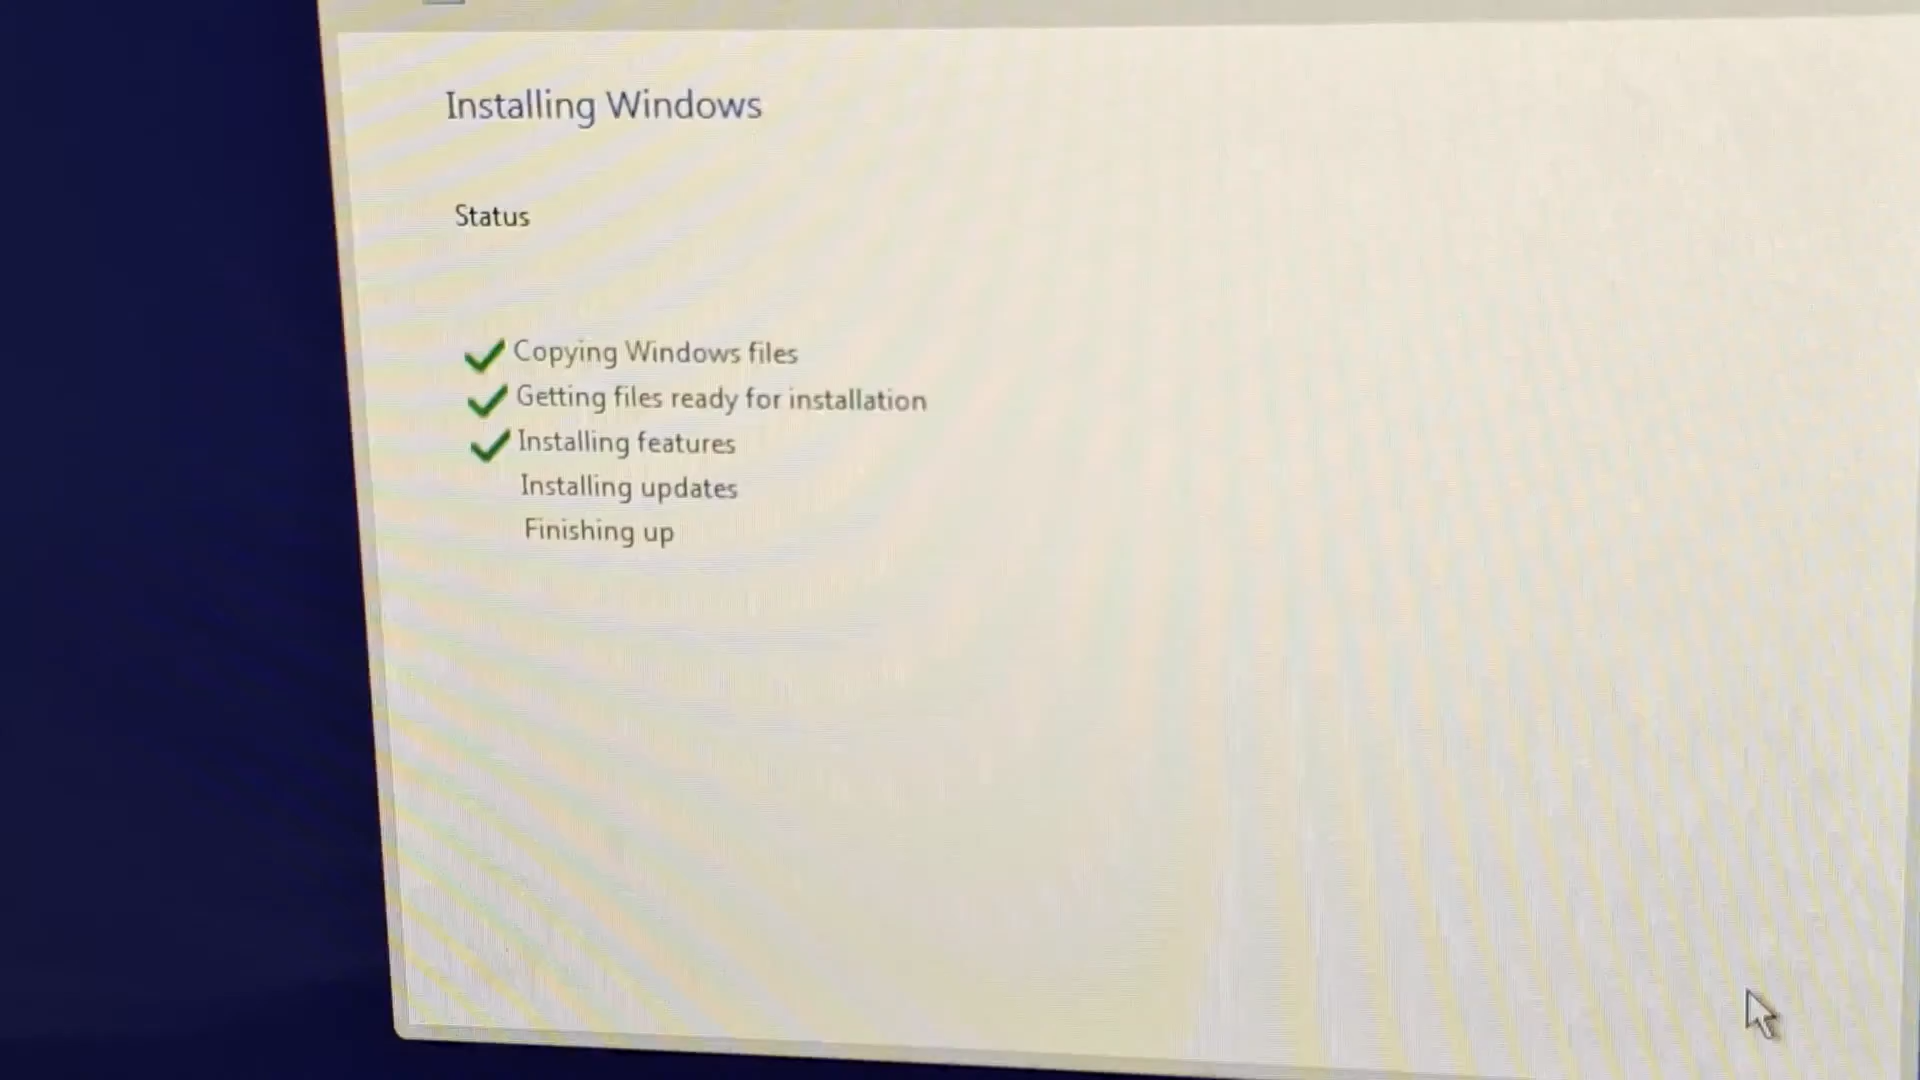 Installing Windows
Status
Copying Windows files
Getting files ready for installation
Installing features
Installing updates
Finishing up